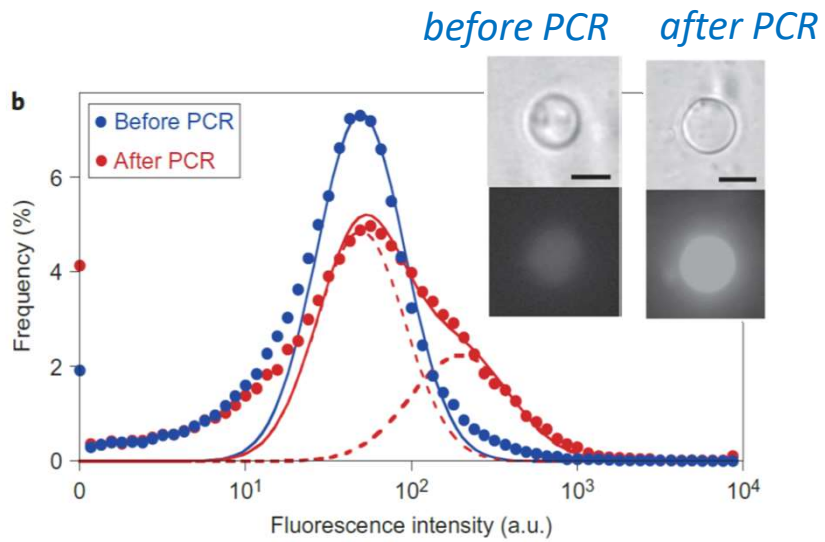 before PCR after PCR
b
Before PCR
After PCR
6
4
2
0
Frequency (%)
0 10¹ 10² 10³ 10⁴
Fluorescence intensity (a.u.)